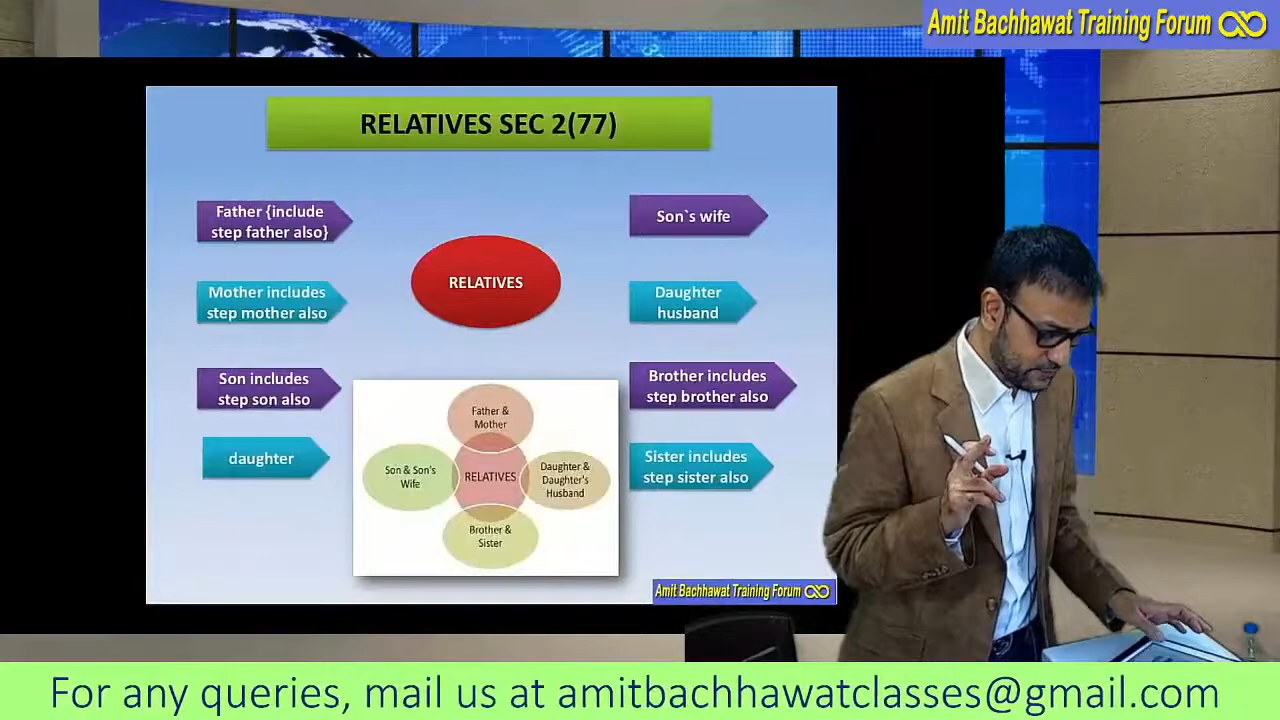 Amit Bachhawat Training Forum
RELATIVES SEC 2(77)
Father {include
step father also}
Mother includes
step mother also
Son includes
step son also
daughter
RELATIVES
Father &
Mother
Son & Son's
Wife
RELATIVES
Daughter &
Daughter's
Husband
Brother &
Sister
Son`s wife
Daughter
husband
Brother includes
step brother also
Sister includes
step sister also
Amit Bachhawat Training Forum
For any queries, mail us at amitbachhawatclasses@gmail.com